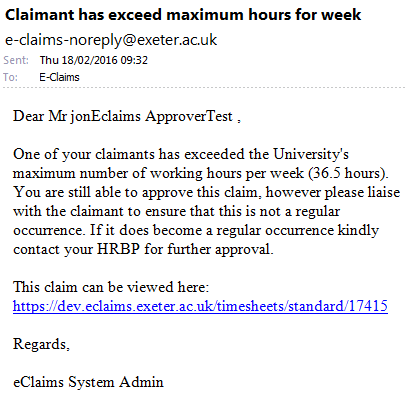 Claimant has exceed maximum hours for week
e-claims-noreply@exeter.ac.uk
Sent: Thu 18/02/2016 09:32
To: E-Claims
Dear Mr jonEclaims ApproverTest ,
One of your claimants has exceeded the University's
maximum number of working hours per week (36.5 hours).
You are still able to approve this claim, however please liaise
with the claimant to ensure that this is not a regular
occurrence. If it does become a regular occurrence kindly
contact your HRBP for further approval.
This claim can be viewed here:
https://dev.eclaims.exeter.ac.uk/timesheets/standard/17415
Regards,
eClaims System Admin